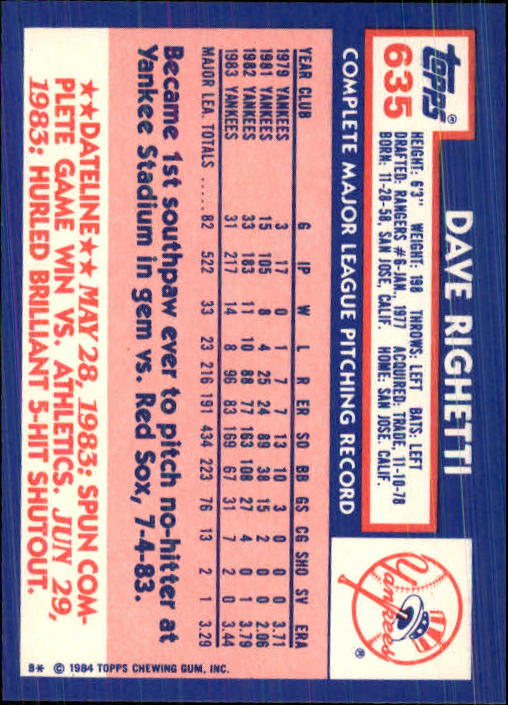 topps®
635
DAVE RIGHETTI
HEIGHT: 6'3" WEIGHT: 198 THROWS: LEFT BATS: LEFT
DRAFTED: RANGERS #6-JAN., 1977 ACQUIRED: TRADE, 11-10-78
BORN: 11-28-58, SAN JOSE, CALIF. HOME: SAN JOSE, CALIF.
Yankees
®
COMPLETE MAJOR LEAGUE PITCHING RECORD
YEAR CLUB G IP W L R ER SO BB GS CG SHO SV ERA
1979 YANKEES 3 17 0 1 7 7 13 10 3 0 0 0 3.71
1981 YANKEES 15 105 8 4 25 24 89 38 15 2 0 0 2.06
1982 YANKEES 33 183 11 10 88 77 163 108 27 4 0 1 3.79
1983 YANKEES 31 217 14 8 96 83 169 67 31 7 2 0 3.44
MAJOR LEA. TOTALS ..... 82 522 33 23 216 191 434 223 76 13 2 1 3.29
Became 1st southpaw ever to pitch no-hitter at
Yankee Stadium in gem vs. Red Sox, 7-4-83.
★★DATELINE★★ MAY 28, 1983: SPUN COM-
PLETE GAME WIN VS. ATHLETICS. JUN 29,
1983: HURLED BRILLIANT 5-HIT SHUTOUT.
B* © 1984 TOPPS CHEWING GUM, INC.